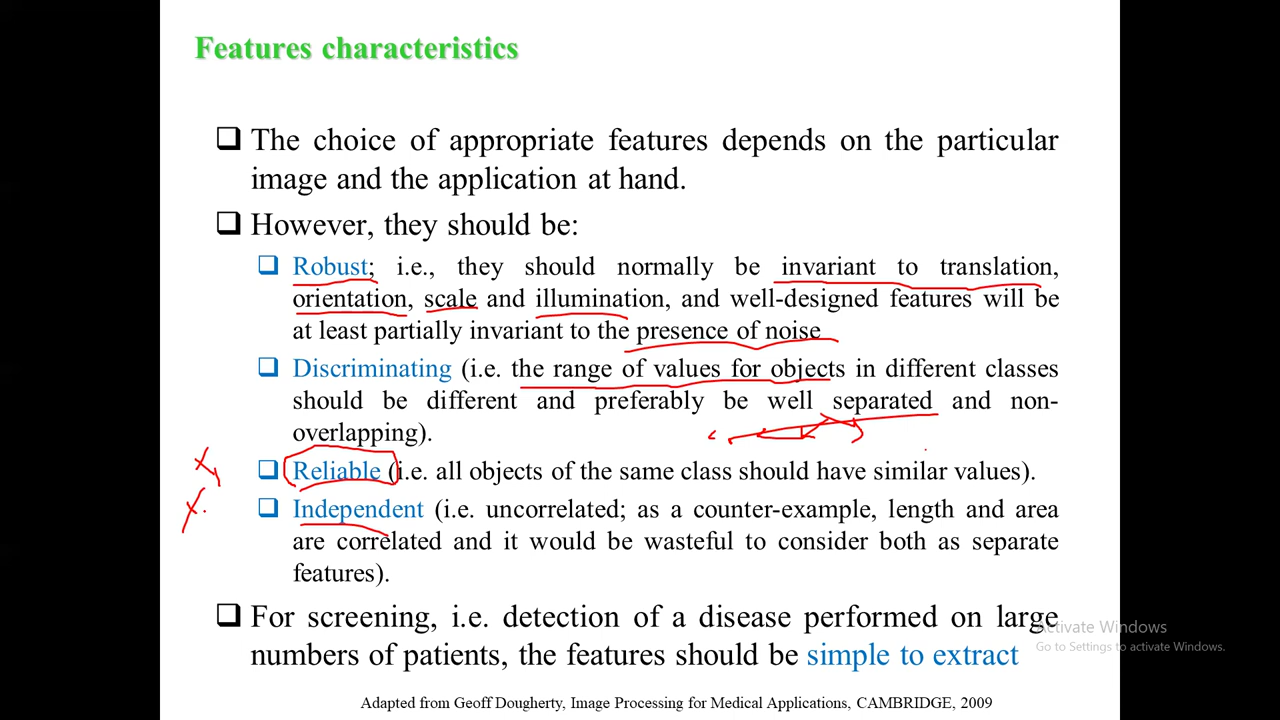 Features characteristics
❑ The choice of appropriate features depends on the particular
image and the application at hand.
❑ However, they should be:
❑ Robust; i.e., they should normally be invariant to translation,
orientation, scale and illumination, and well-designed features will be
at least partially invariant to the presence of noise
❑ Discriminating (i.e. the range of values for objects in different classes
should be different and preferably be well separated and non-
overlapping).
❑ Reliable (i.e. all objects of the same class should have similar values).
❑ Independent (i.e. uncorrelated; as a counter-example, length and area
are correlated and it would be wasteful to consider both as separate
features).
❑ For screening, i.e. detection of a disease performed on large
numbers of patients, the features should be simple to extract
Activate Windows
Go to Settings to activate Windows.
Adapted from Geoff Dougherty, Image Processing for Medical Applications, CAMBRIDGE, 2009